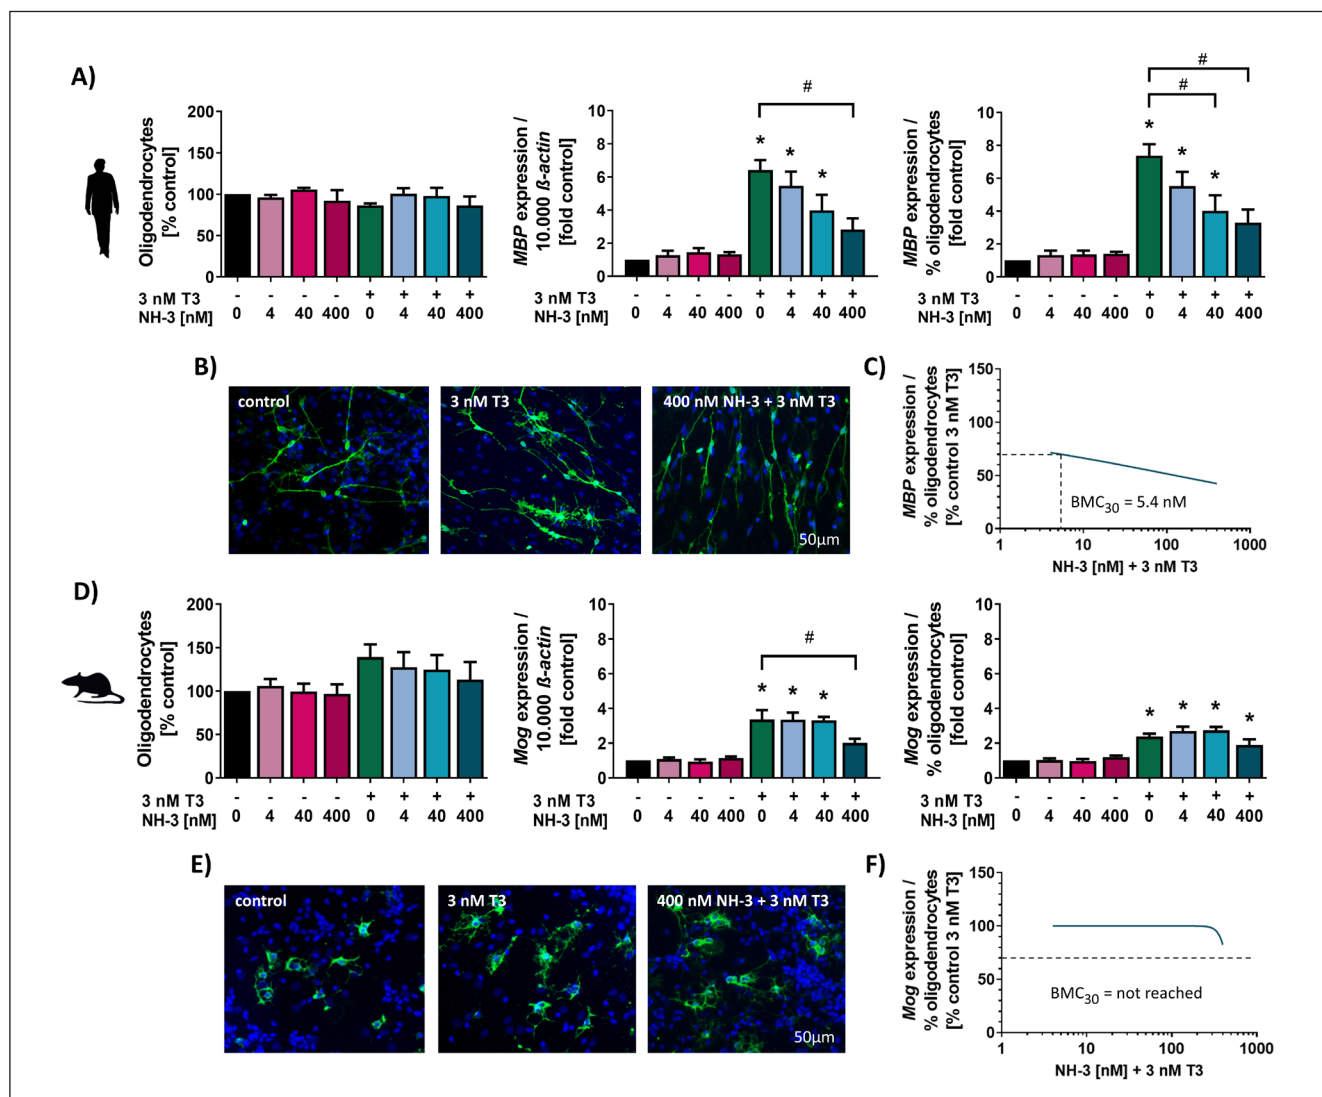 A)
Oligodendrocytes
[% control]
200
150
100
50
0
3 nM T3 - - - - + + + +
NH-3 [nM] 0 4 40 400 0 4 40 400
MBP expression /
10.000 ß-actin
[fold control]
10
8
6
4
2
0
* * *
#
3 nM T3 - - - - + + + +
NH-3 [nM] 0 4 40 400 0 4 40 400
MBP expression /
% oligodendrocytes
[fold control]
10
8
6
4
2
0
* * *
#
#
3 nM T3 - - - - + + + +
NH-3 [nM] 0 4 40 400 0 4 40 400
B)
control
3 nM T3
400 nM NH-3 + 3 nM T3
50µm
C)
MBP expression /
% oligodendrocytes
[% control 3 nM T3]
150
100
50
0
BMC30 = 5.4 nM
1 10 100 1000
NH-3 [nM] + 3 nM T3
D)
Oligodendrocytes
[% control]
200
150
100
50
0
3 nM T3 - - - - + + + +
NH-3 [nM] 0 4 40 400 0 4 40 400
Mog expression /
10.000 ß-actin
[fold control]
10
8
6
4
2
0
* * *
#
3 nM T3 - - - - + + + +
NH-3 [nM] 0 4 40 400 0 4 40 400
Mog expression /
% oligodendrocytes
[fold control]
10
8
6
4
2
0
* * * *
3 nM T3 - - - - + + + +
NH-3 [nM] 0 4 40 400 0 4 40 400
E)
control
3 nM T3
400 nM NH-3 + 3 nM T3
50µm
F)
Mog expression /
% oligodendrocytes
[% control 3 nM T3]
150
100
50
0
BMC30 = not reached
1 10 100 1000
NH-3 [nM] + 3 nM T3